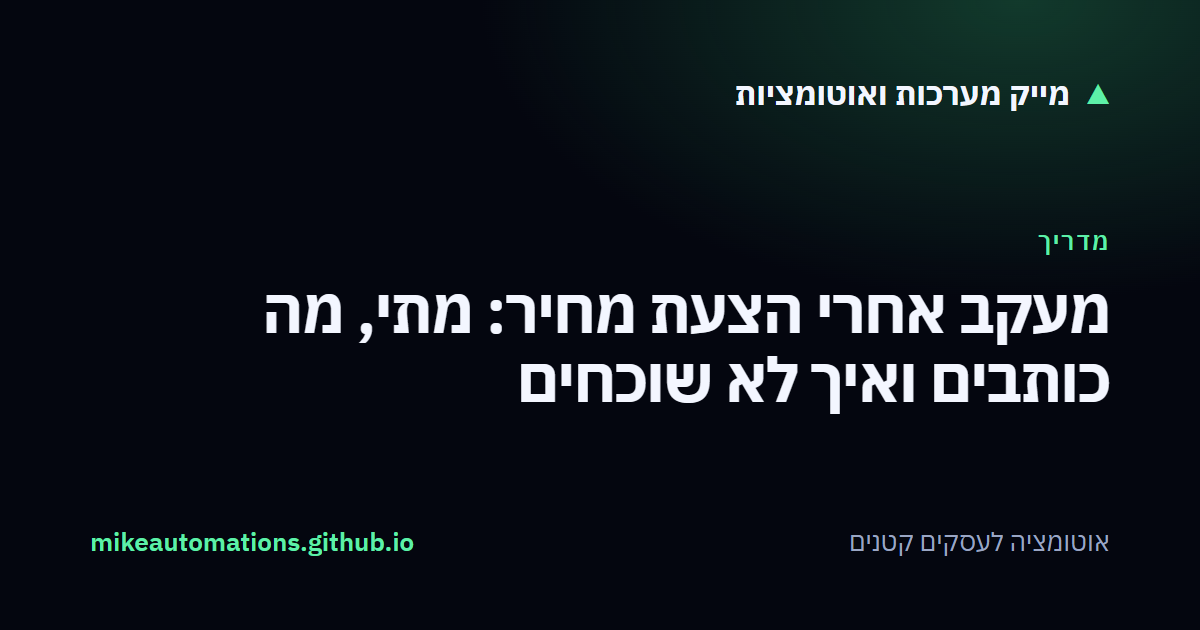 מייק מערכות ואוטומציות
מדריך
מעקב אחרי הצעת מחיר: מתי, מה
כותבים ואיך לא שוכחים
אוטומציה לעסקים קטנים
mikeautomations.github.io